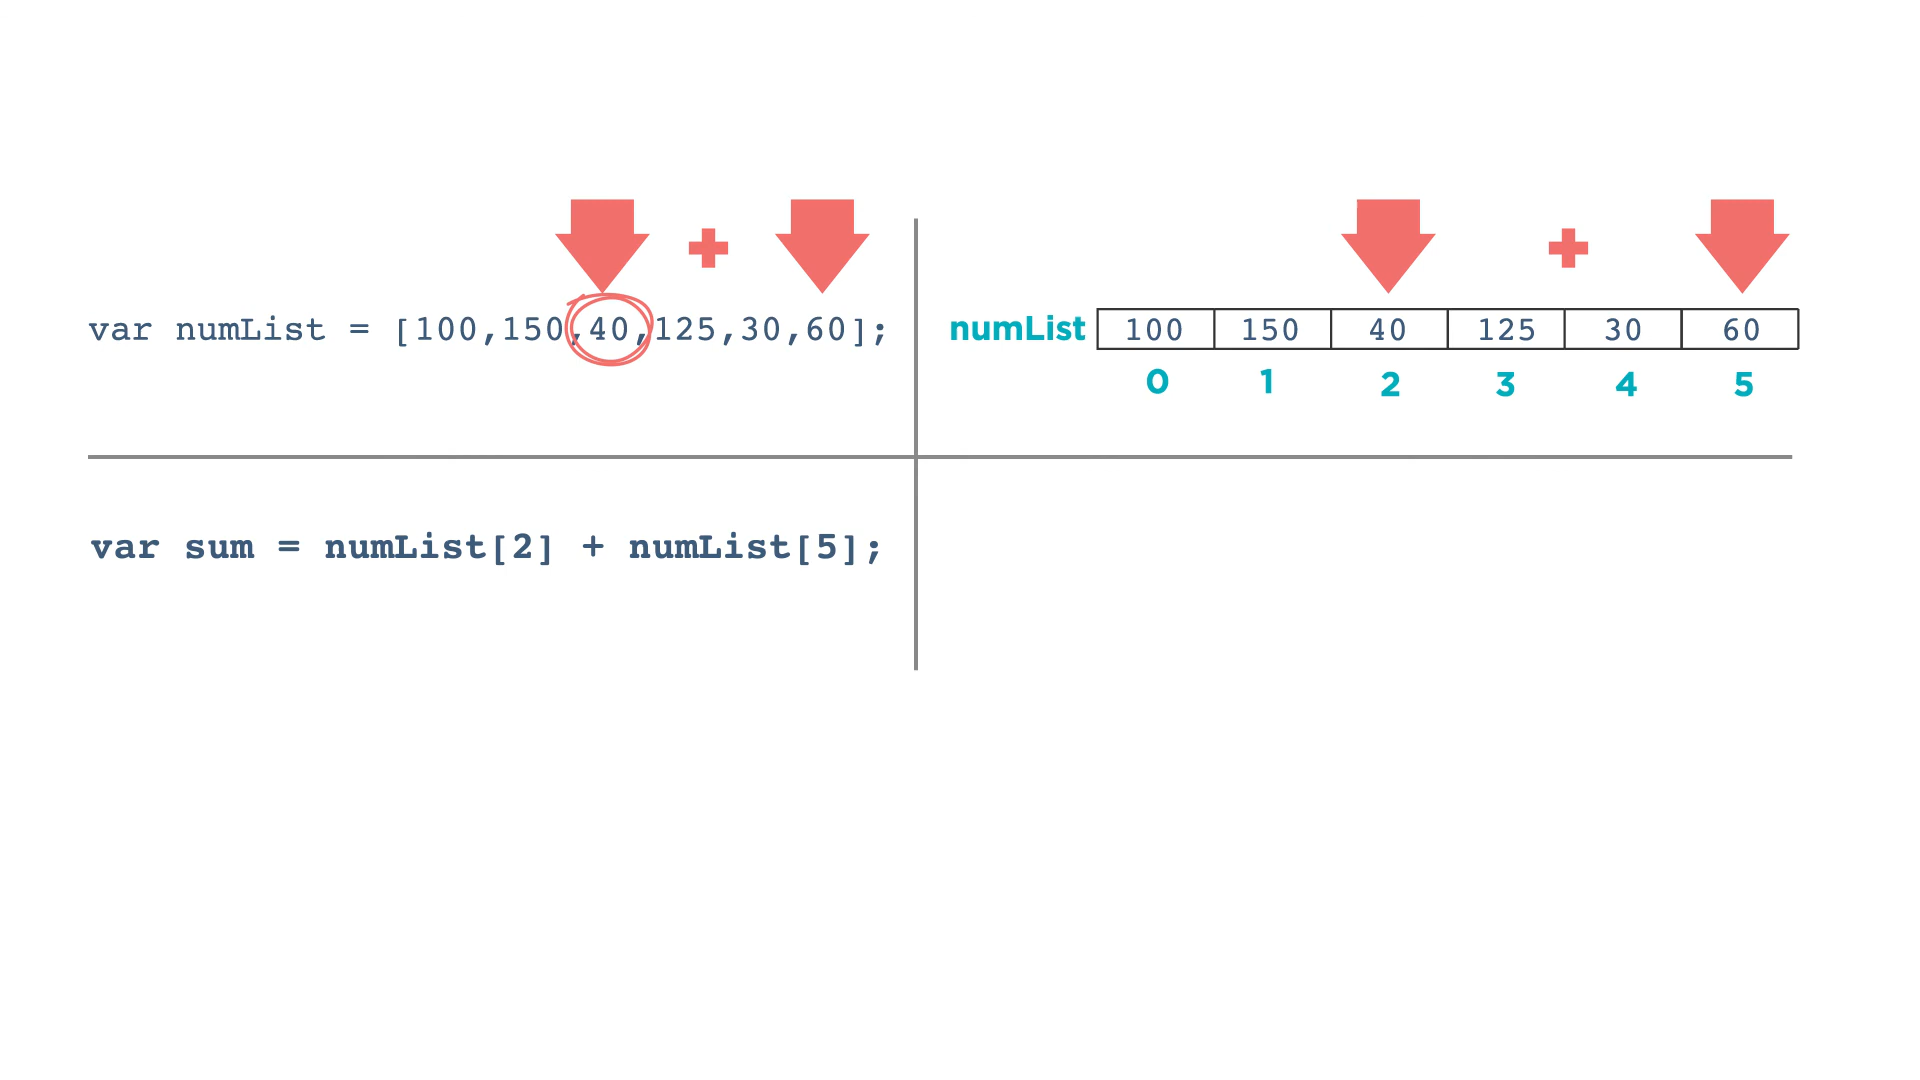 var numList = [100,150,40,125,30,60];
numList 100 150 40 125 30 60
0 1 2 3 4 5
var sum = numList[2] + numList[5];